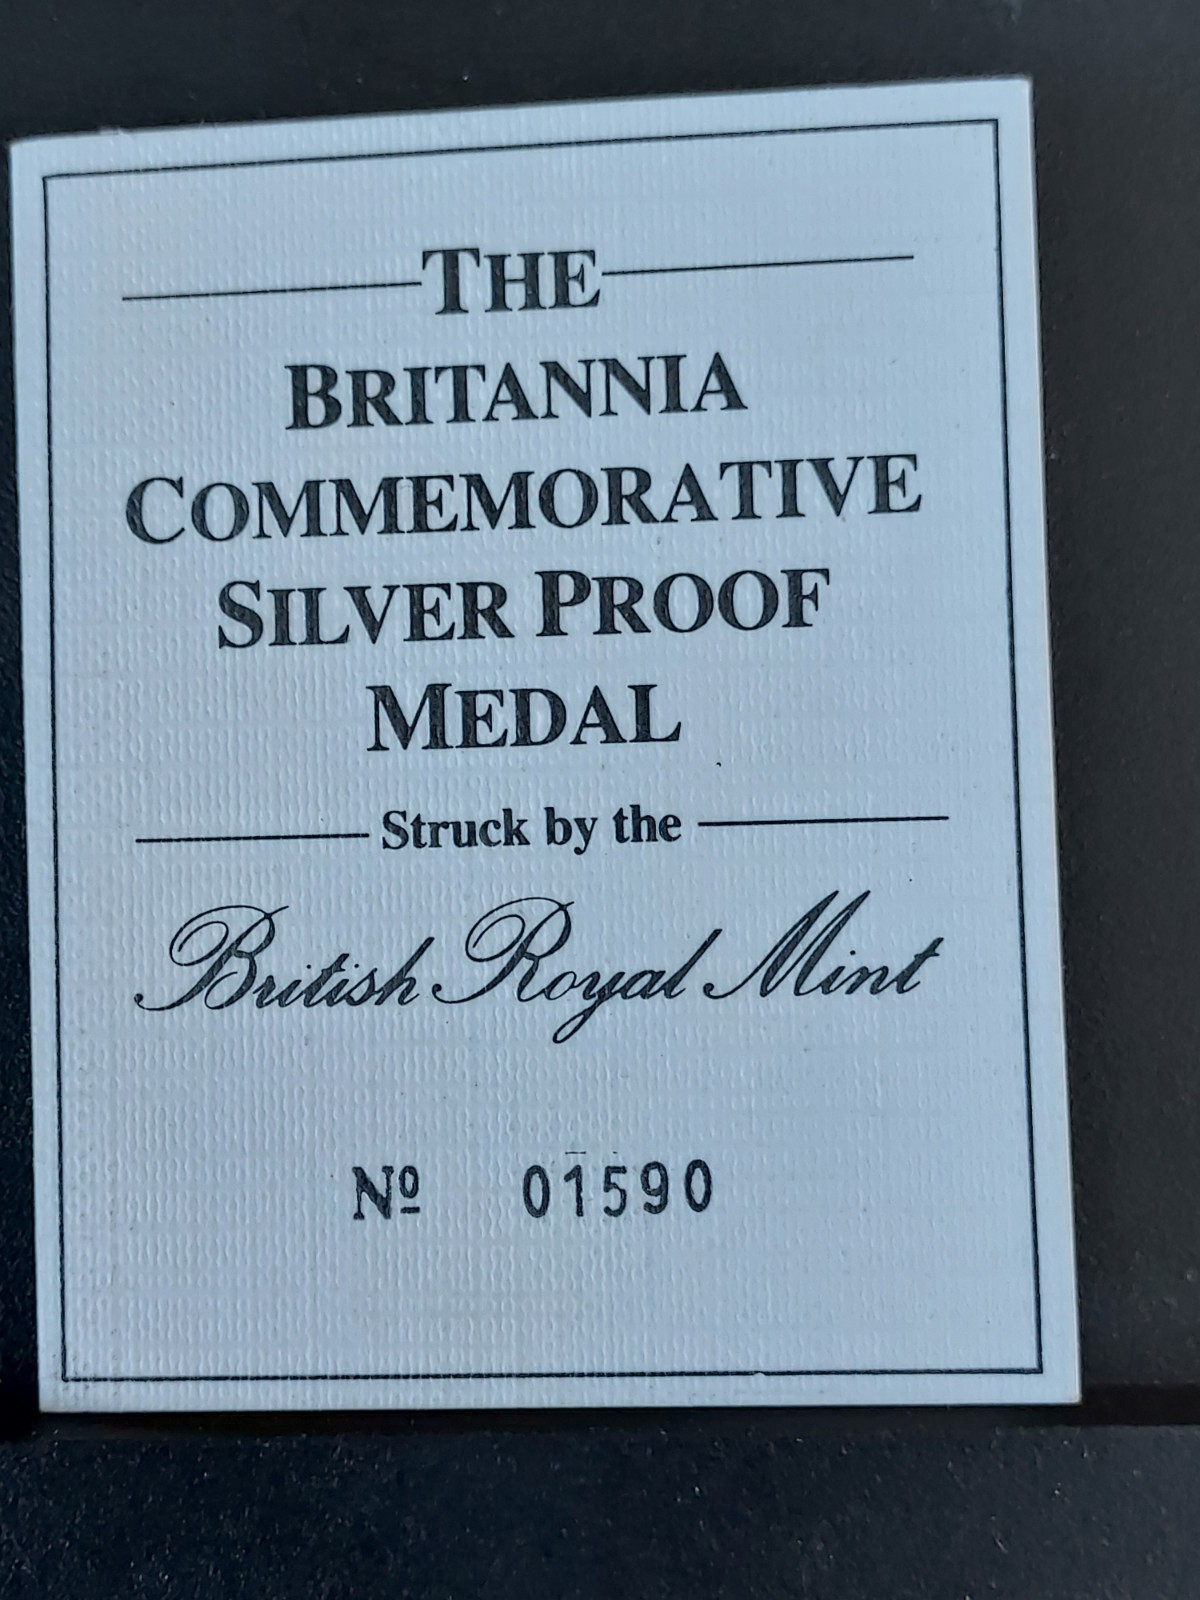 THE
BRITANNIA
COMMEMORATIVE
SILVER PROOF
MEDAL
Struck by the
British Royal Mint
Nº 01590